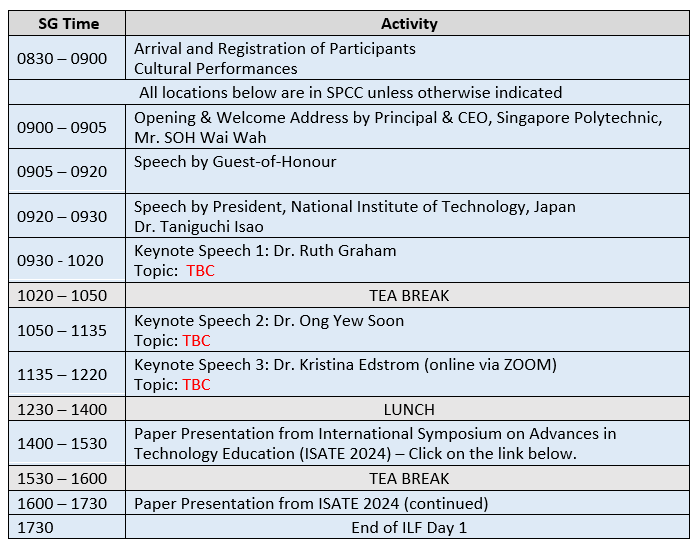 SG Time Activity
0830 – 0900 Arrival and Registration of Participants
Cultural Performances
All locations below are in SPCC unless otherwise indicated
0900 – 0905 Opening & Welcome Address by Principal & CEO, Singapore Polytechnic,
Mr. SOH Wai Wah
0905 – 0920 Speech by Guest-of-Honour
0920 – 0930 Speech by President, National Institute of Technology, Japan
Dr. Taniguchi Isao
0930 - 1020 Keynote Speech 1: Dr. Ruth Graham
Topic: TBC
1020 – 1050 TEA BREAK
1050 – 1135 Keynote Speech 2: Dr. Ong Yew Soon
Topic: TBC
1135 – 1220 Keynote Speech 3: Dr. Kristina Edstrom (online via ZOOM)
Topic: TBC
1230 – 1400 LUNCH
1400 – 1530 Paper Presentation from International Symposium on Advances in
Technology Education (ISATE 2024) – Click on the link below.
1530 – 1600 TEA BREAK
1600 – 1730 Paper Presentation from ISATE 2024 (continued)
1730 End of ILF Day 1